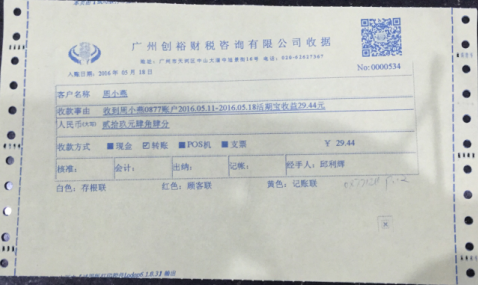 广州创裕财税咨询有限公司收据
No:0000534
入账日期：2016 年 05 月 18 日
客户名称 周小燕
收款事由 收到周小燕0877账户2016.05.11-2016.05.18活期宝收益29.44元
人民币 贰拾玖元肆角肆分
收款方式 现金 转账 POS机 支票 ￥ 29.44
核准： 会计： 出纳： 记账： 经手人：邱利辉
白色：存根联 红色：顾客联 黄色：记账联